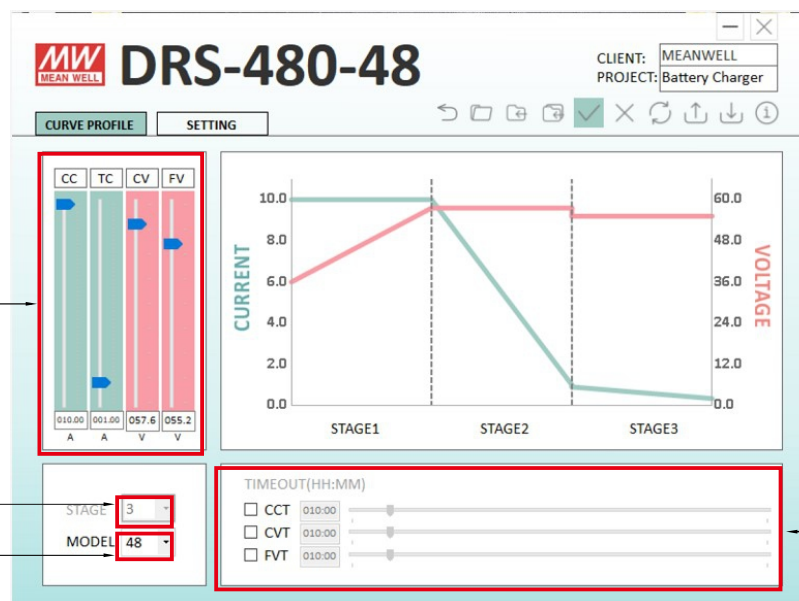 MW
MEAN WELL
DRS-480-48
CLIENT: MEANWELL
PROJECT: Battery Charger
CURVE PROFILE SETTING
CC TC CV FV
010.00 001.00 057.6 055.2
A A V V
CURRENT
10.0
8.0
6.0
4.0
2.0
0.0
60.0
48.0
36.0
24.0
12.0
0.0
VOLTAGE
STAGE1 STAGE2 STAGE3
STAGE 3
MODEL 48
TIMEOUT(HH:MM)
CCT 010:00
CVT 010:00
FVT 010:00